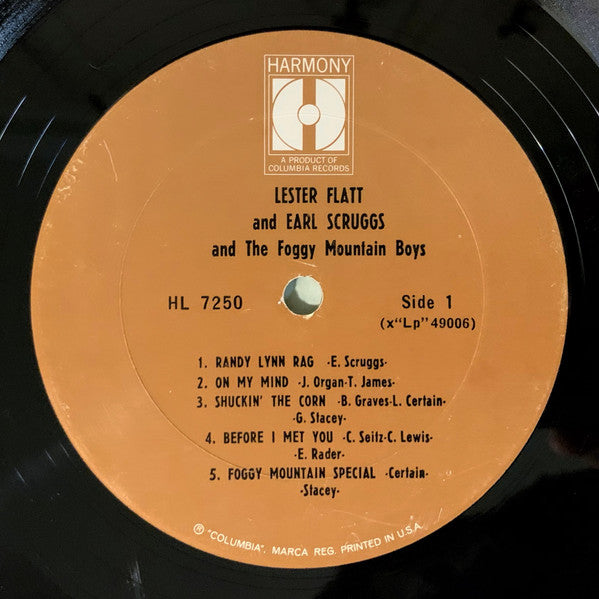 HARMONY
H
A PRODUCT OF
COLUMBIA RECORDS
LESTER FLATT
and EARL SCRUGGS
and The Foggy Mountain Boys
HL 7250 Side 1
(x“Lp”49006)
1. RANDY LYNN RAG -E. Scruggs-
2. ON MY MIND -J. Organ-T. James-
3. SHUCKIN' THE CORN -B. Graves-L. Certain-
-G. Stacey-
4. BEFORE I MET YOU -C. Seitz-C. Lewis-
-E. Rader-
5. FOGGY MOUNTAIN SPECIAL -Certain-
-Stacey-
® "COLUMBIA", MARCA REG. PRINTED IN U.S.A.